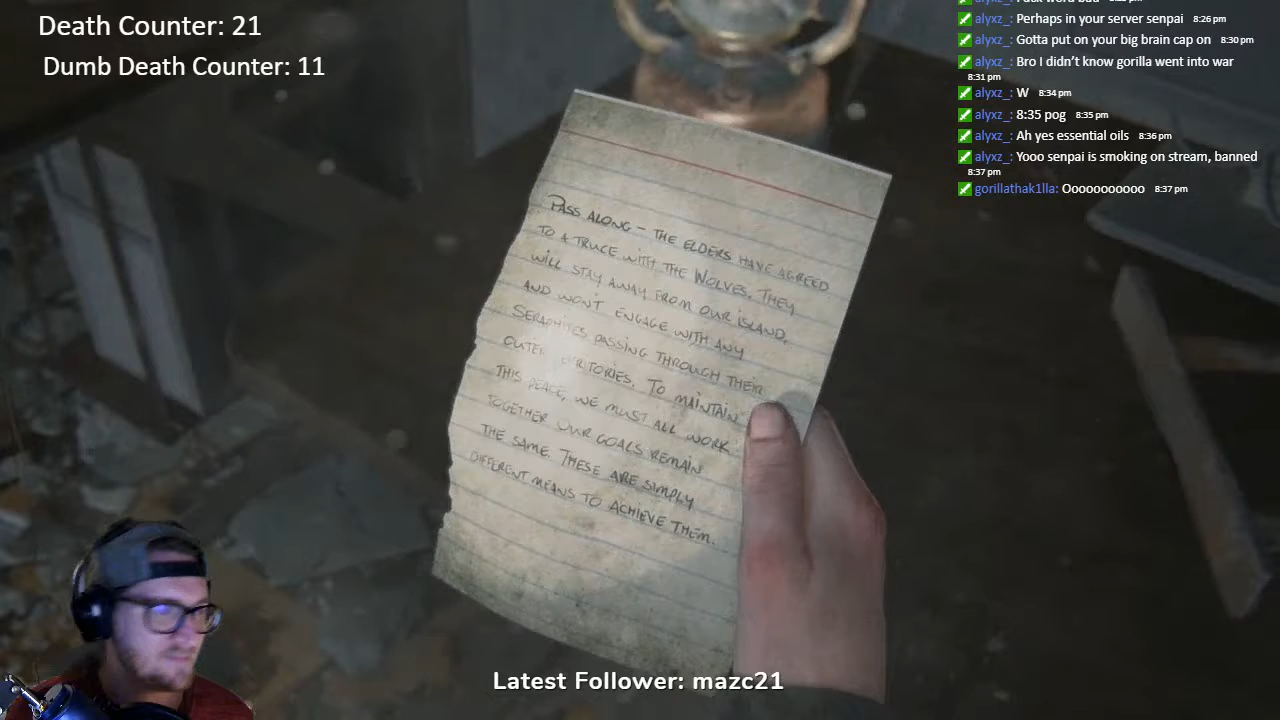 Death Counter: 21
Dumb Death Counter: 11
8:30 pm
alyxz_: Perhaps in your server senpai 8:26 pm
alyxz_: Gotta put on your big brain cap on 8:30 pm
alyxz_: Bro I didn't know gorilla went into war
8:31 pm
alyxz_: W 8:34 pm
alyxz_: 8:35 pog 8:35 pm
alyxz_: Ah yes essential oils 8:36 pm
alyxz_: Yooo senpai is smoking on stream, banned
8:37 pm
gorillathak1lla: Ooooooooooo 8:37 pm
PASS ALONG - THE ELDERS HAVE AGREED
TO A TRUCE WITH THE WOLVES. THEY
WILL STAY AWAY FROM OUR ISLAND,
AND WON'T ENGAGE WITH ANY
SERAPHITES PASSING THROUGH THEIR
OUTER TERRITORIES. TO MAINTAIN
THIS PEACE, WE MUST ALL WORK
TOGETHER. OUR GOALS REMAIN
THE SAME. THESE ARE SIMPLY
DIFFERENT MEANS TO ACHIEVE THEM.
Latest Follower: mazc21